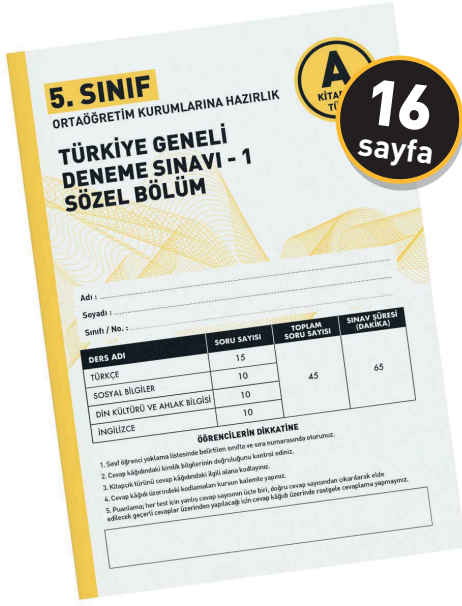 5. SINIF
ORTAÖĞRETİM KURUMLARINA HAZIRLIK
TÜRKİYE GENELİ
DENEME SINAVI - 1
SÖZEL BÖLÜM
A
16
sayfa
Adı :
Soyadı :
Sınıfı / No. :
DERS ADI SORU SAYISI TOPLAM SORU SAYISI SINAV SÜRESİ (DAKİKA)
TÜRKÇE 15 45 65
SOSYAL BİLGİLER 10
DİN KÜLTÜRÜ VE AHLAK BİLGİSİ 10
İNGİLİZCE 10
ÖĞRENCİLERİN DİKKATİNE
1. Sınıf öğrenci yoklama listesinde belirtilen sınıfta ve sıra numarasında oturunuz.
2. Cevap kâğıdındaki kimlik bilgilerinin doğruluğunu kontrol ediniz.
3. Kitapçık türünü cevap kâğıdındaki ilgili alana kodlayınız.
4. Cevap kâğıdı üzerindeki kodlamaları kurşun kalemle yapınız.
5. Puanlama; her test için yanlış cevap sayısının üçte biri, doğru cevap sayısından çıkarılarak elde
edilecek geçerli cevaplar üzerinden yapılacağı için cevap kâğıdı üzerinde rastgele cevaplama yapmayınız.